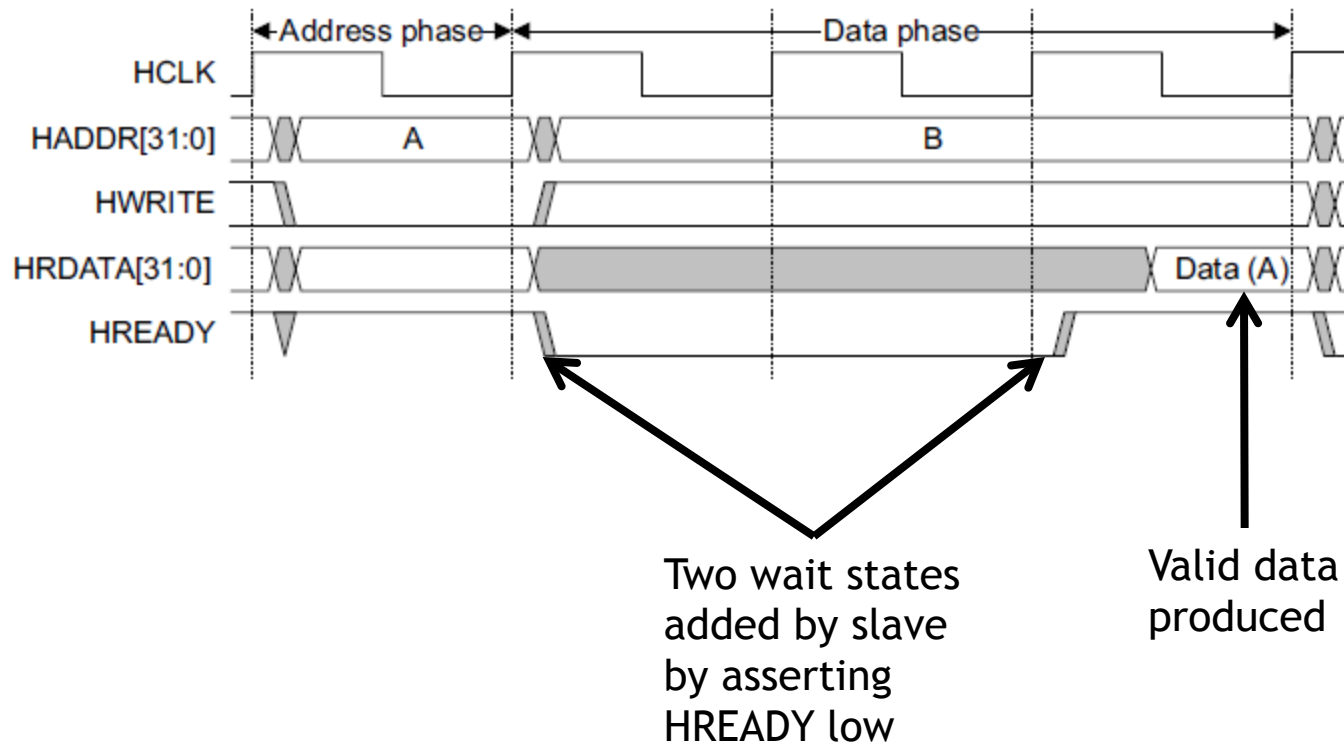 Address phase Data phase
HCLK
HADDR[31:0] A B
HWRITE
HRDATA[31:0] Data (A)
HREADY
Two wait states
added by slave
by asserting
HREADY low
Valid data
produced